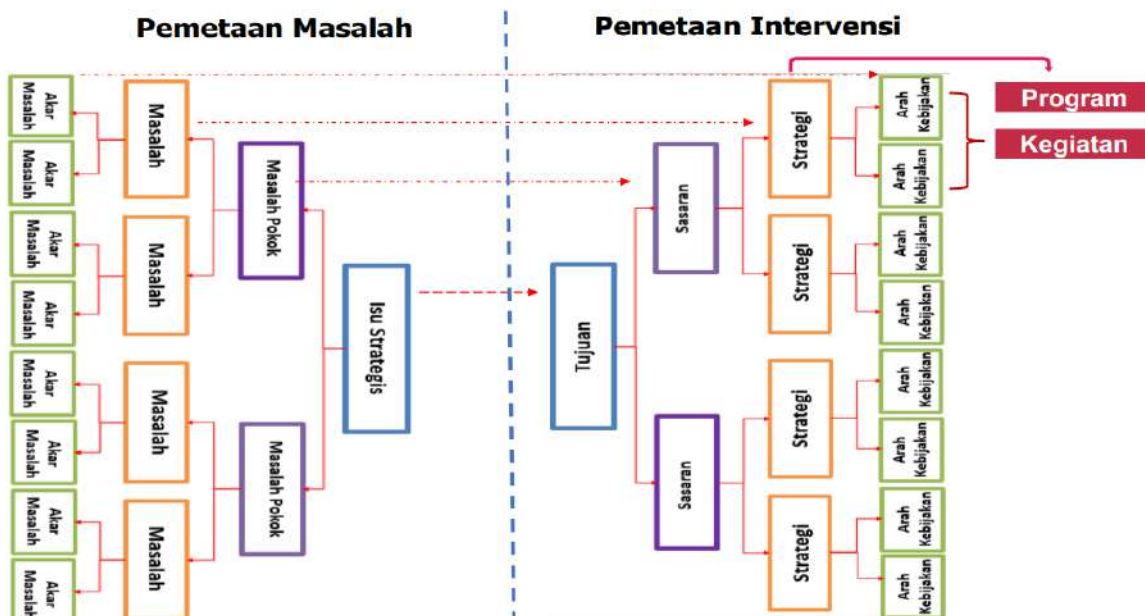 Pemetaan Masalah
Akar
Masalah
Akar
Masalah
Akar
Masalah
Akar
Masalah
Akar
Masalah
Akar
Masalah
Akar
Masalah
Akar
Masalah
Masalah
Masalah
Masalah
Masalah
Masalah Pokok
Masalah Pokok
Isu Strategis
Pemetaan Intervensi
Tujuan
Sasaran
Sasaran
Strategi
Strategi
Strategi
Strategi
Arah
Kebijakan
Arah
Kebijakan
Arah
Kebijakan
Arah
Kebijakan
Arah
Kebijakan
Arah
Kebijakan
Arah
Kebijakan
Arah
Kebijakan
Program
Kegiatan